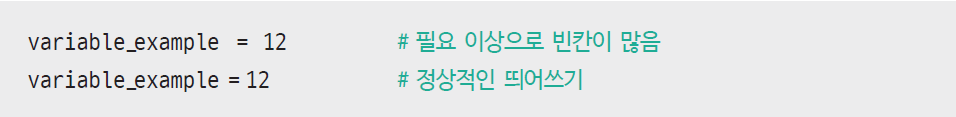 variable_example  =  12          # 필요 이상으로 빈칸이 많음
variable_example = 12          # 정상적인 띄어쓰기